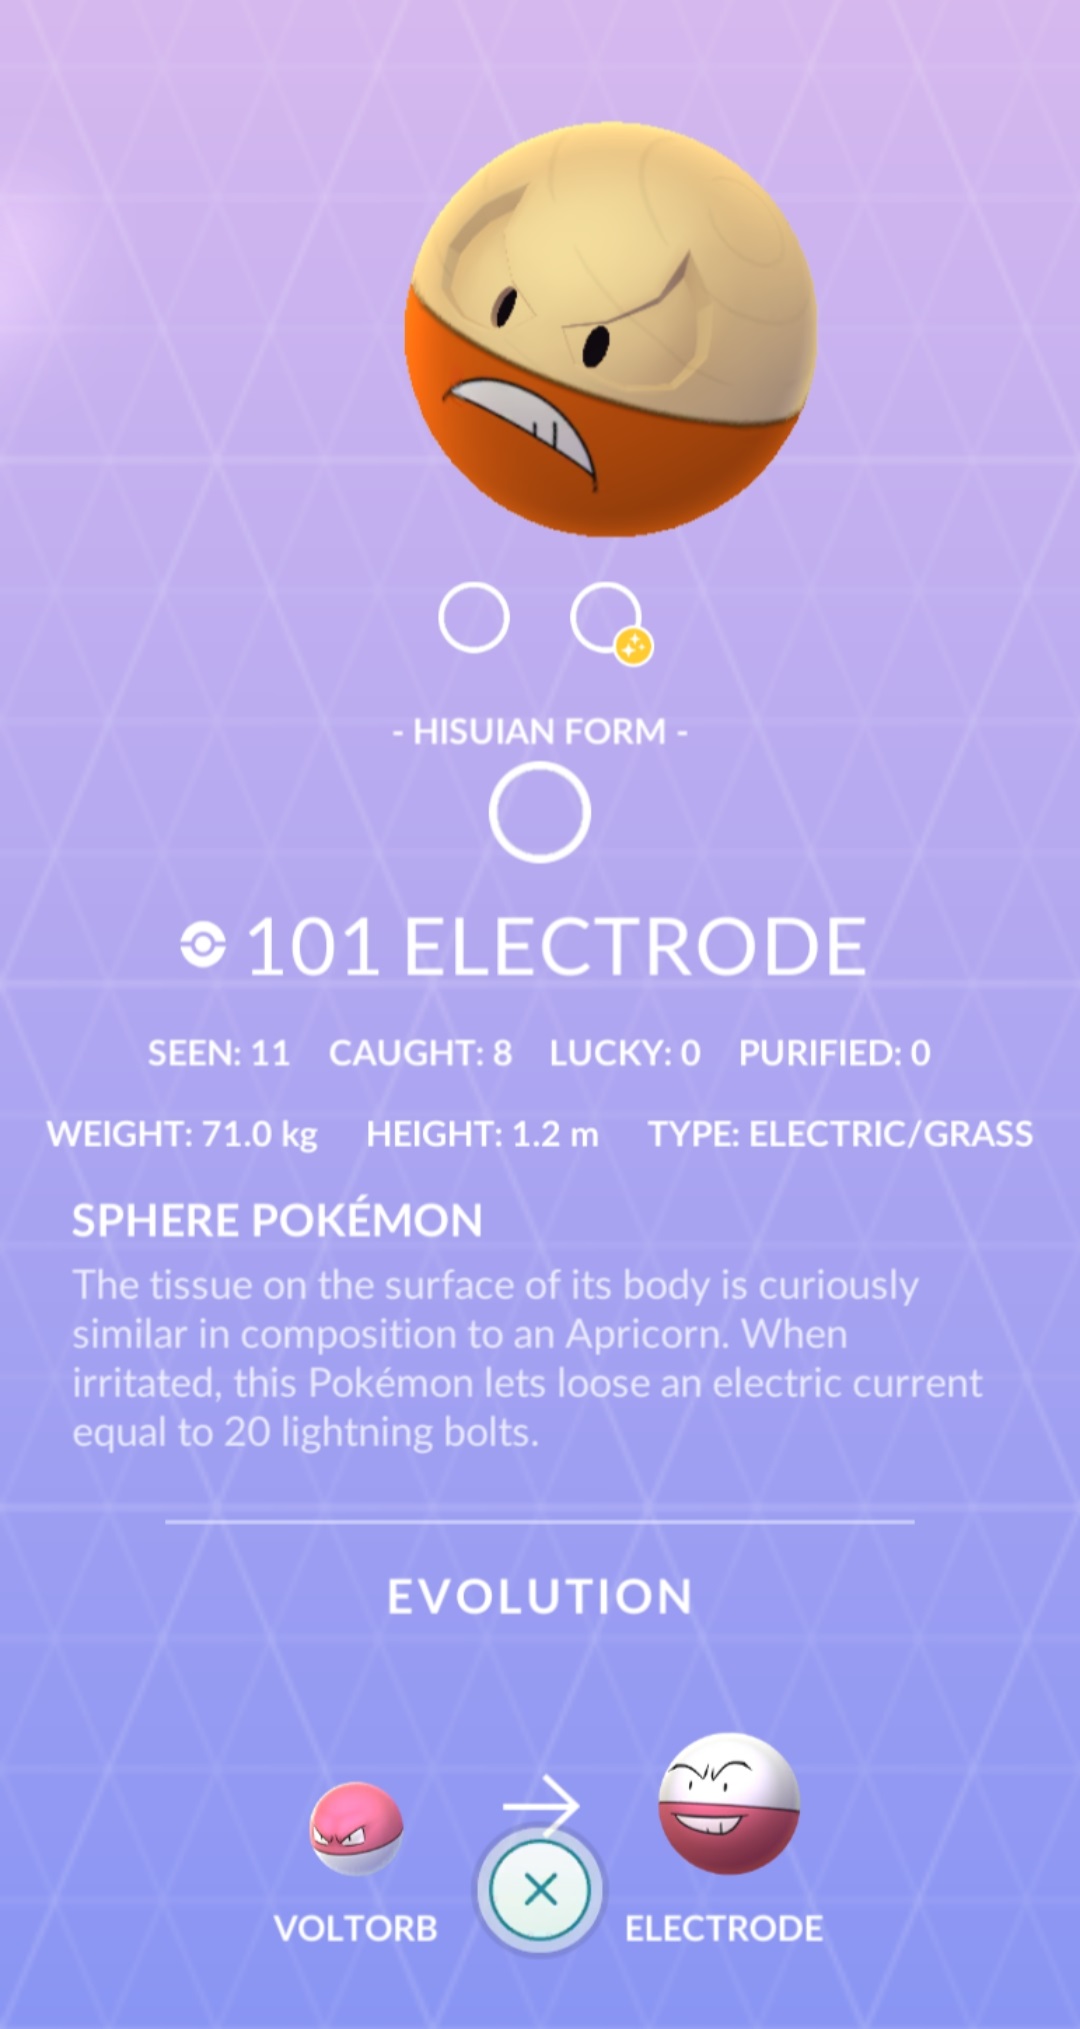 - HISUIAN FORM -
101 ELECTRODE
SEEN: 11 CAUGHT: 8 LUCKY: 0 PURIFIED: 0
WEIGHT: 71.0 kg HEIGHT: 1.2 m TYPE: ELECTRIC/GRASS
SPHERE POKÉMON
The tissue on the surface of its body is curiously
similar in composition to an Apricorn. When
irritated, this Pokémon lets loose an electric current
equal to 20 lightning bolts.
EVOLUTION
VOLTORB ELECTRODE